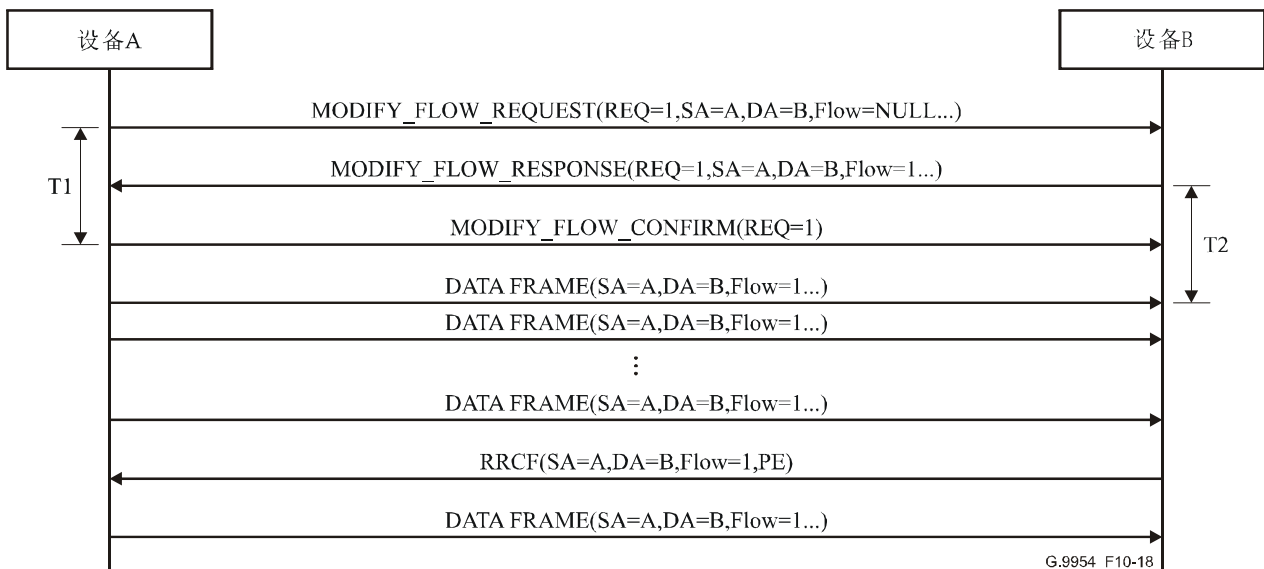 设备A
设备B
MODIFY_FLOW_REQUEST(REQ=1,SA=A,DA=B,Flow=NULL...)
MODIFY_FLOW_RESPONSE(REQ=1,SA=A,DA=B,Flow=1...)
T1
MODIFY_FLOW_CONFIRM(REQ=1)
T2
DATA FRAME(SA=A,DA=B,Flow=1...)
DATA FRAME(SA=A,DA=B,Flow=1...)
⋮
DATA FRAME(SA=A,DA=B,Flow=1...)
RRCF(SA=A,DA=B,Flow=1,PE)
DATA FRAME(SA=A,DA=B,Flow=1...)
G.9954_F10-18